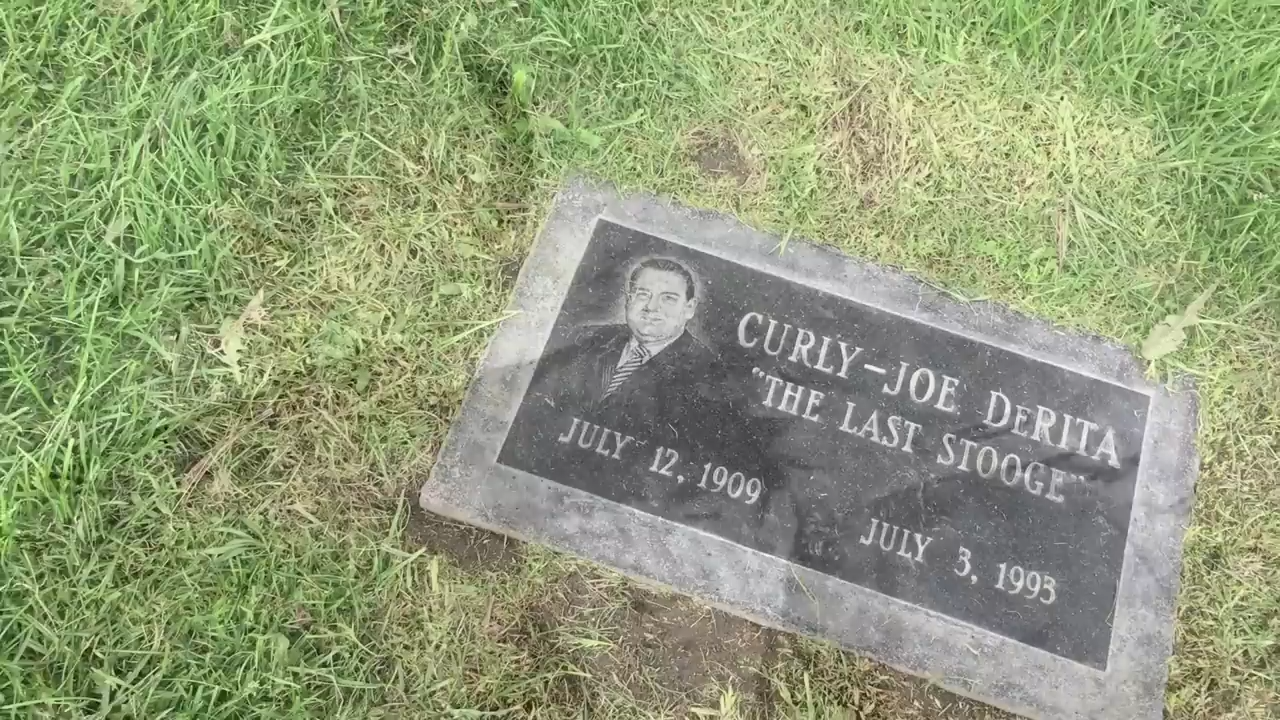 CURLY-JOE DeRITA
"THE LAST STOOGE"
JULY 12, 1909
JULY 3, 1993